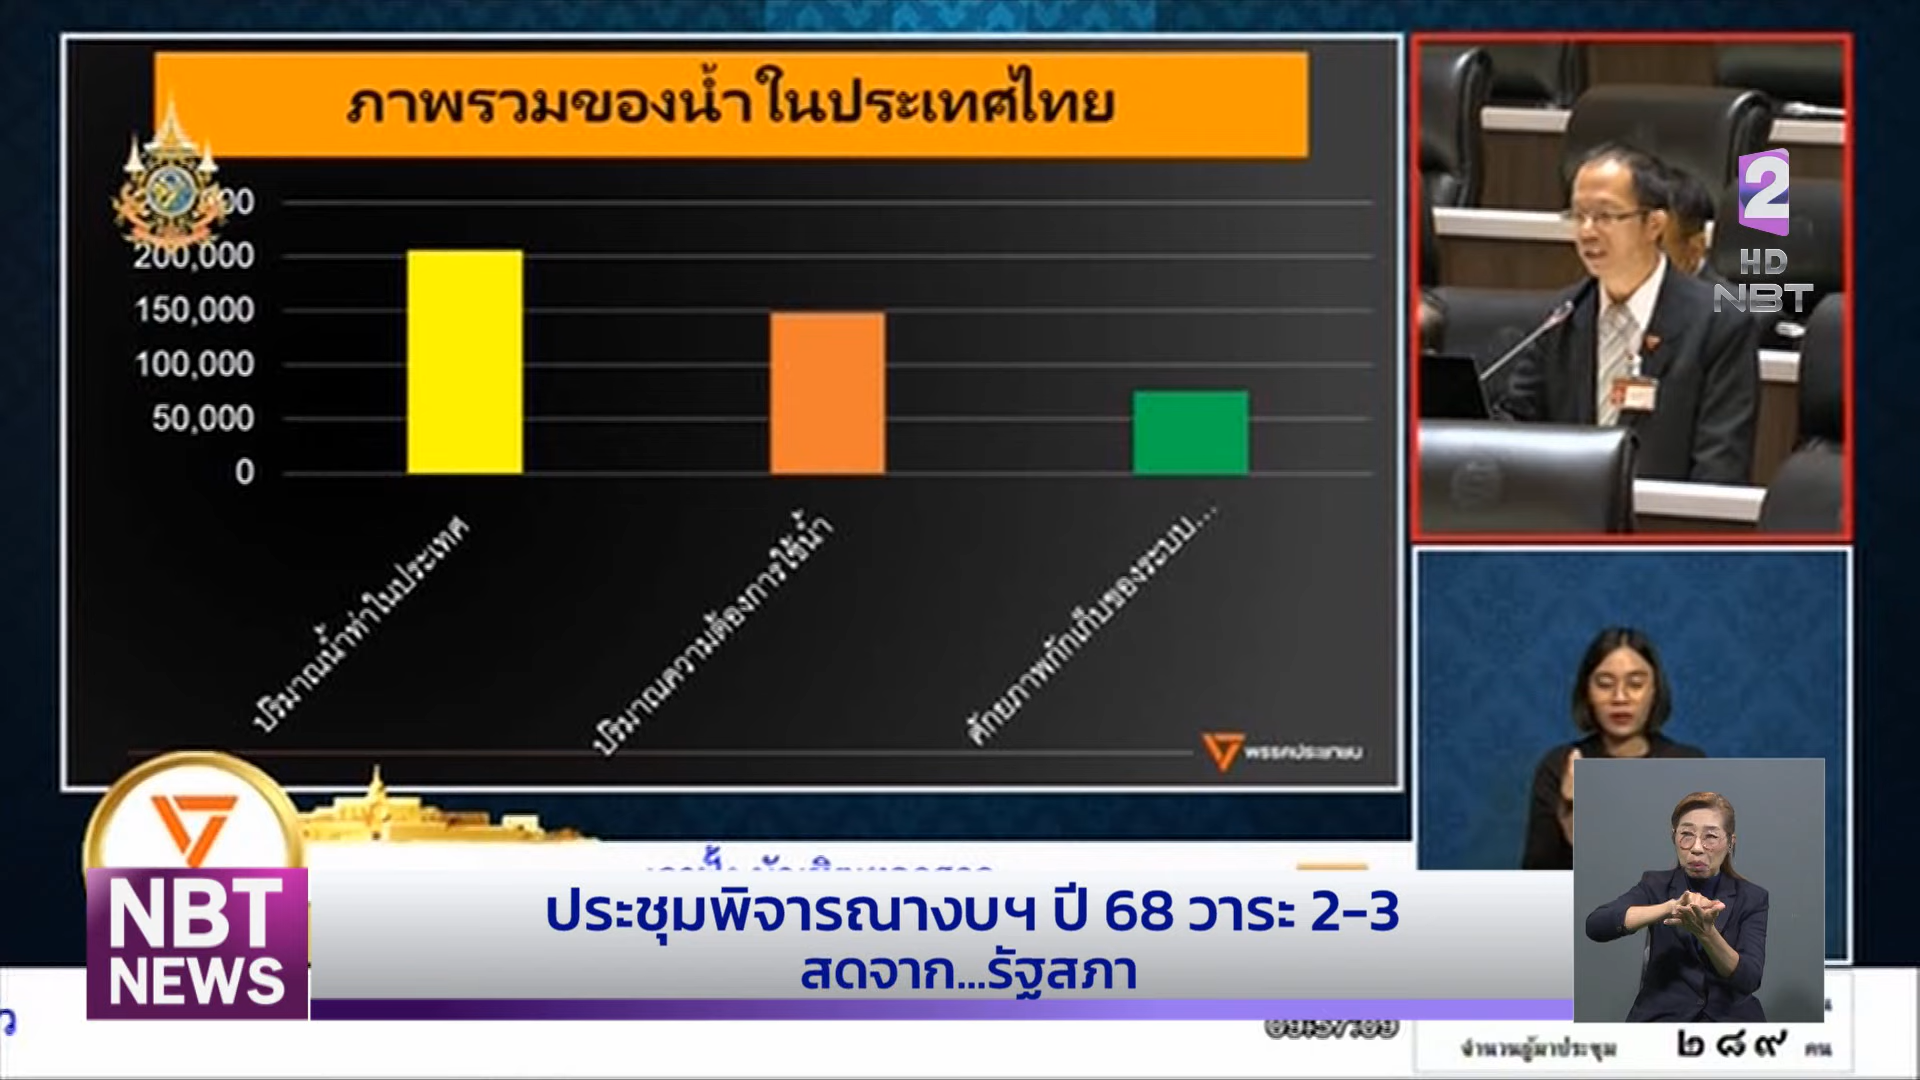 ภาพรวมของน้ำในประเทศไทย
200,000
150,000
100,000
50,000
0
ปริมาณน้ำท่าในประเทศ
ปริมาณความต้องการใช้น้ำ
ศักยภาพกักเก็บของระบบ...
พรรคประชาชน
2
HD
NBT
NBT
NEWS
ประชุมพิจารณางบฯ ปี 68 วาระ 2-3
สดจาก...รัฐสภา
จำนวนผู้มาประชุม ๒๘๙ คน